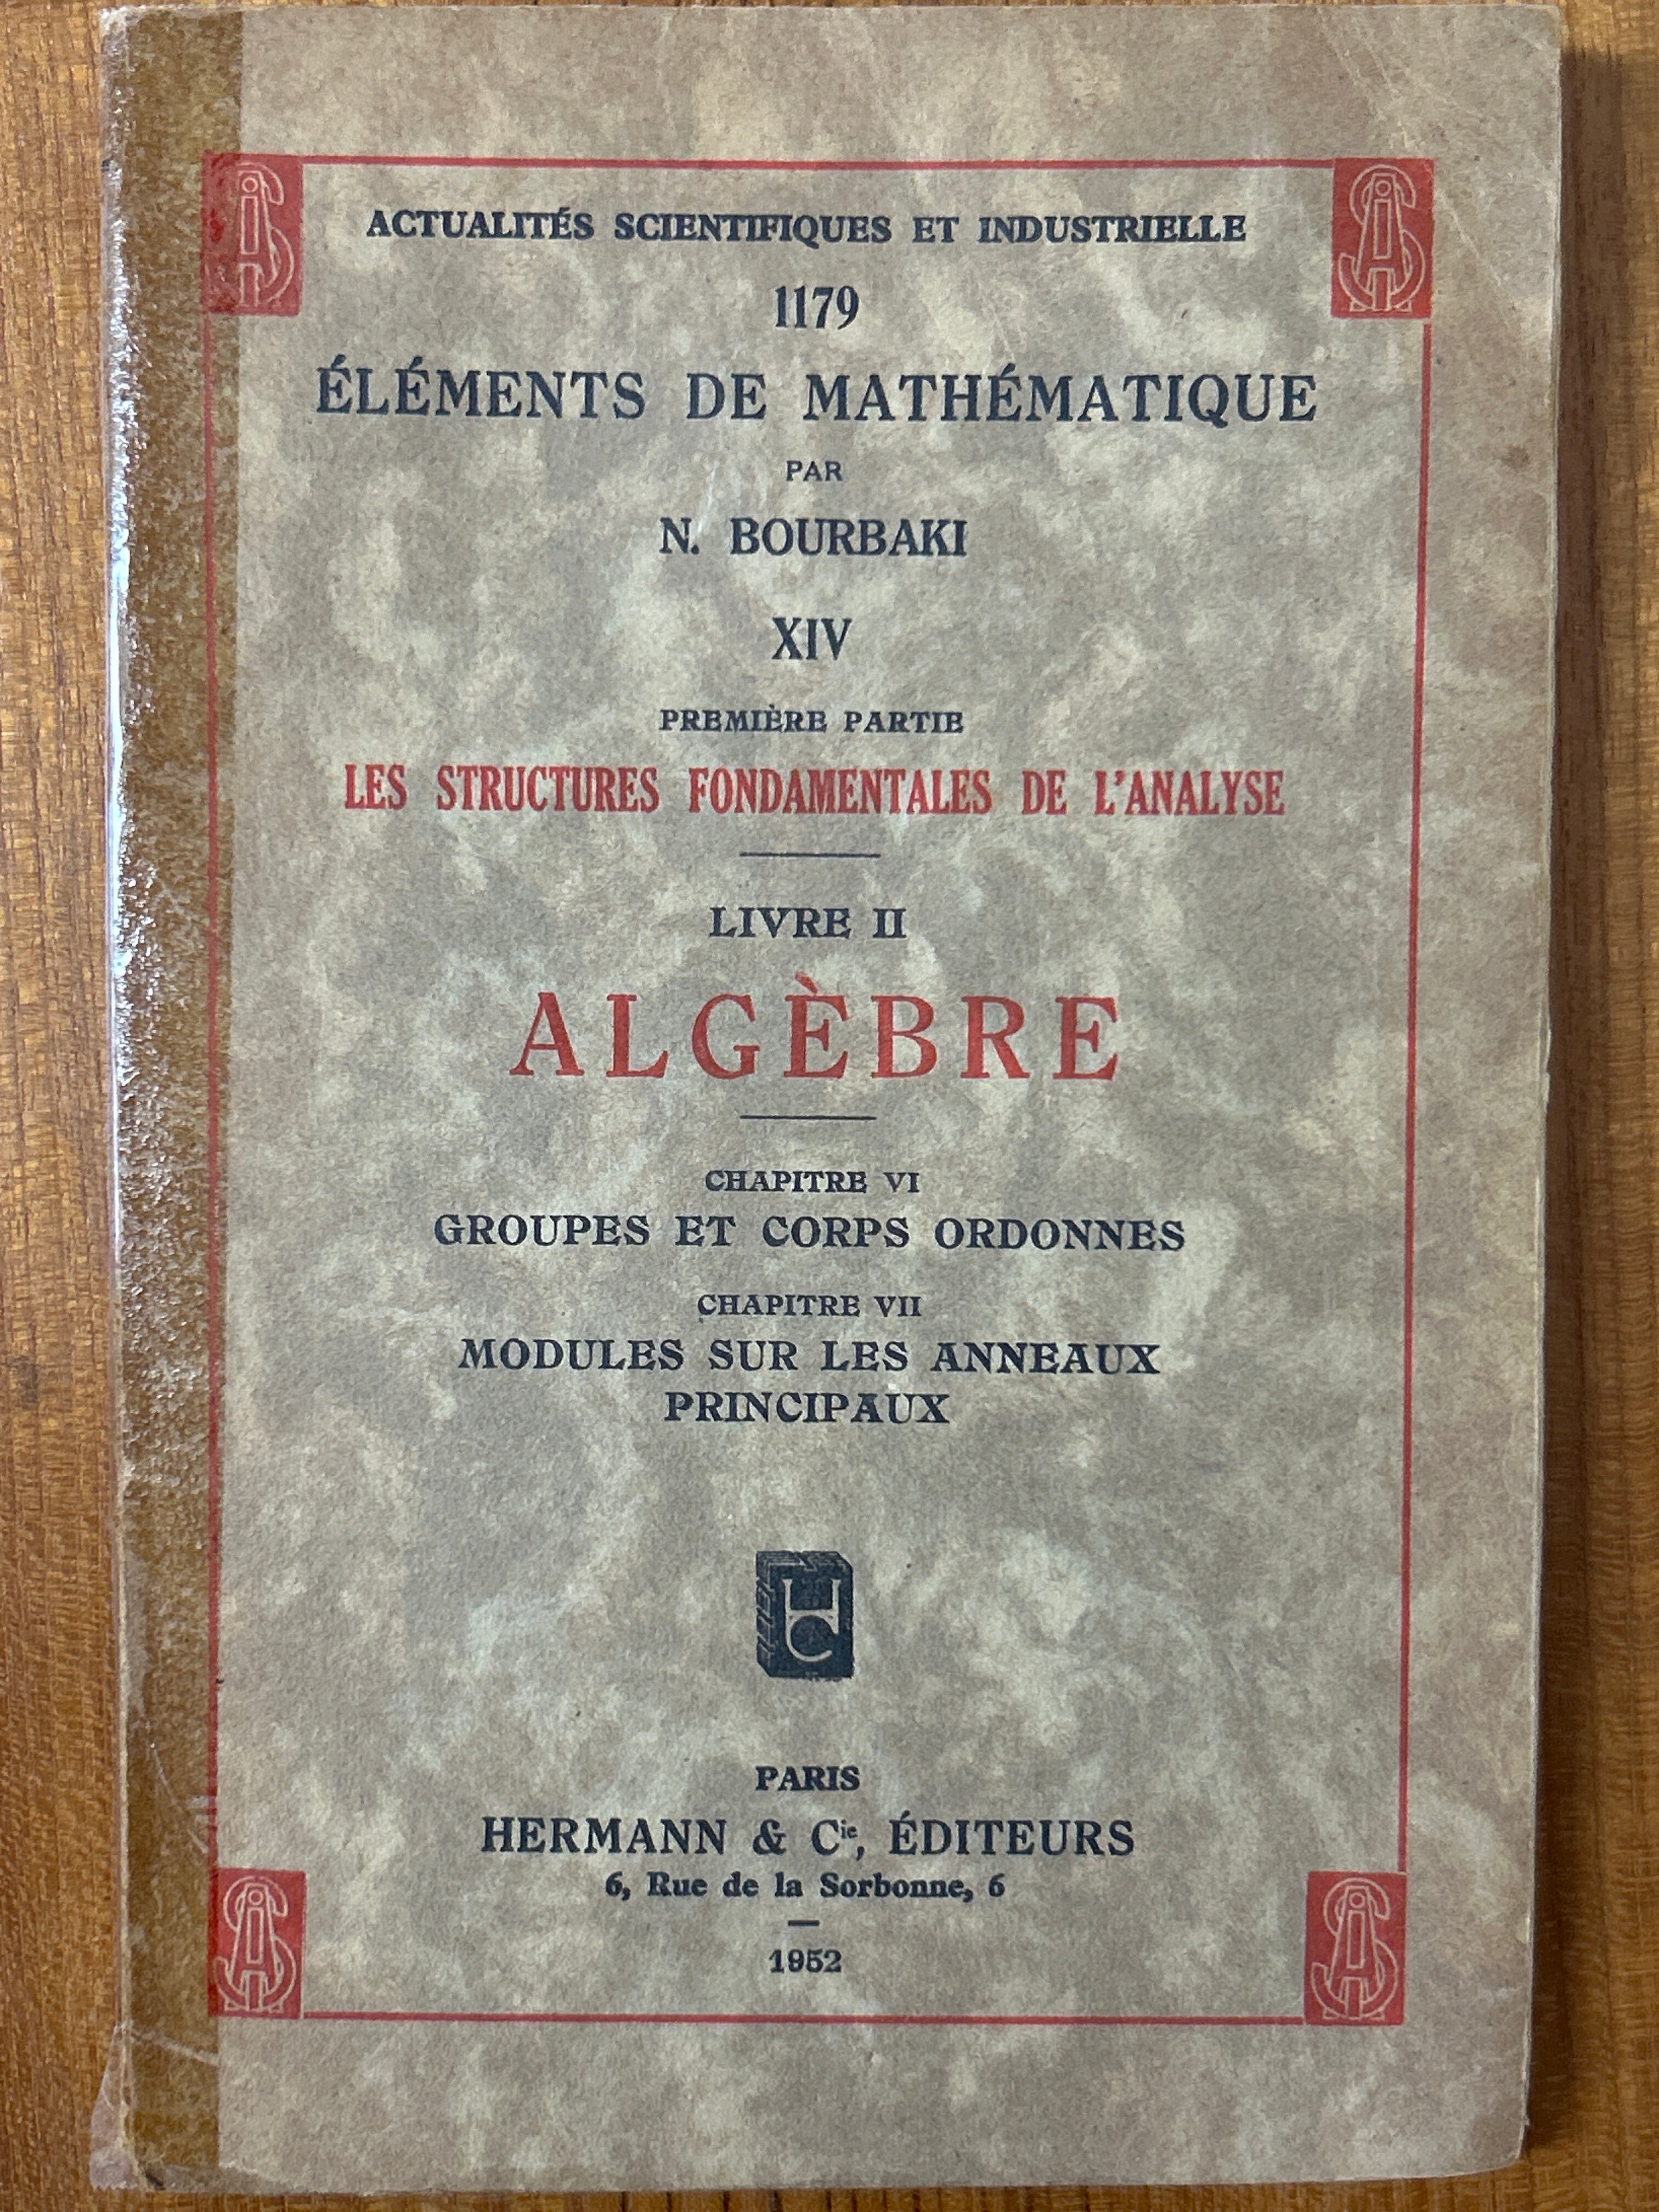 ACTUALITÉS SCIENTIFIQUES ET INDUSTRIELLE
1179
ÉLÉMENTS DE MATHÉMATIQUE
PAR
N. BOURBAKI
XIV
PREMIÈRE PARTIE
LES STRUCTURES FONDAMENTALES DE L'ANALYSE
LIVRE II
ALGÈBRE
CHAPITRE VI
GROUPES ET CORPS ORDONNES
CHAPITRE VII
MODULES SUR LES ANNEAUX
PRINCIPAUX
HC
PARIS
HERMANN & Cie, ÉDITEURS
6, Rue de la Sorbonne, 6
1952